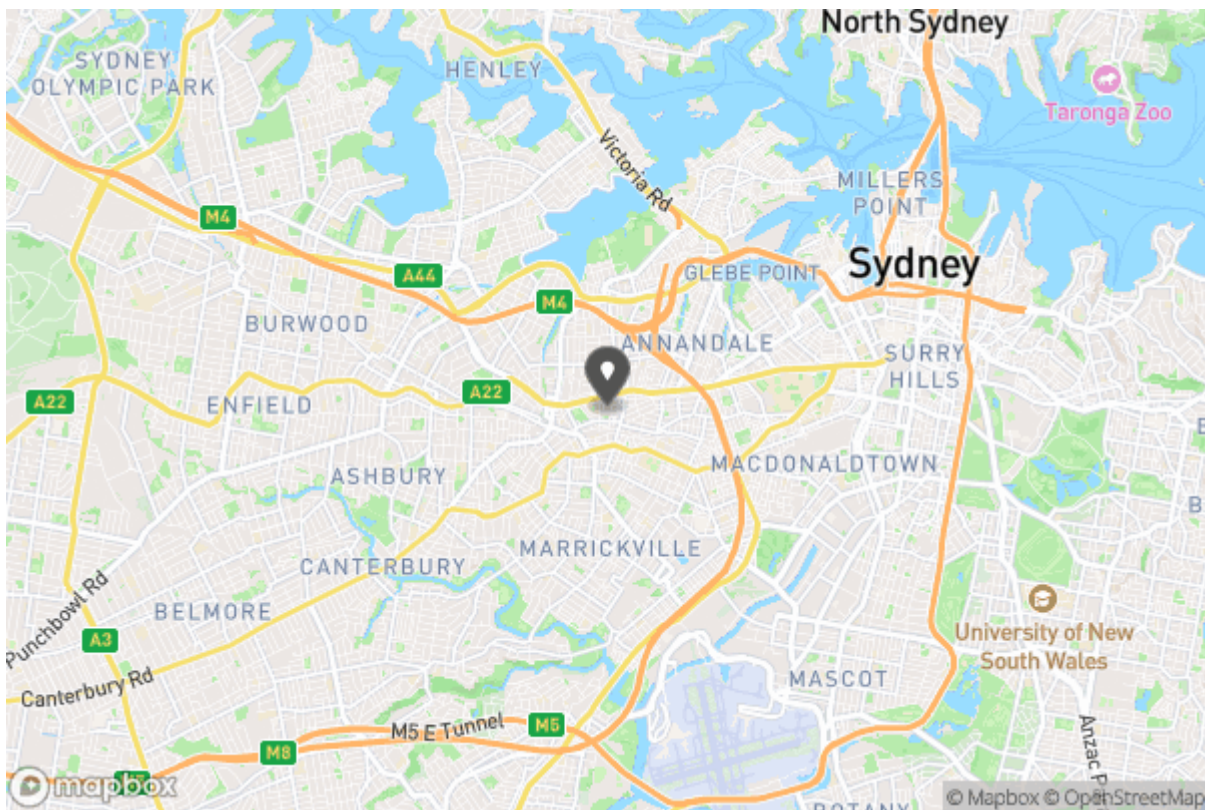 North Sydney
SYDNEY
OLYMPIC PARK
HENLEY
Taronga Zoo
Victoria Rd
MILLERS
POINT
M4
A44
GLEBE POINT
Sydney
M4
BURWOOD
ANNANDALE
SURRY
HILLS
A22
ENFIELD
A22
ASHBURY
MACDONALDTOWN
MARRICKVILLE
CANTERBURY
Punchbowl Rd
BELMORE
A3
University of New
South Wales
Canterbury Rd
MASCOT
M5 E Tunnel
M5
M8
Anzac P
mapbox
© Mapbox © OpenStreetMap